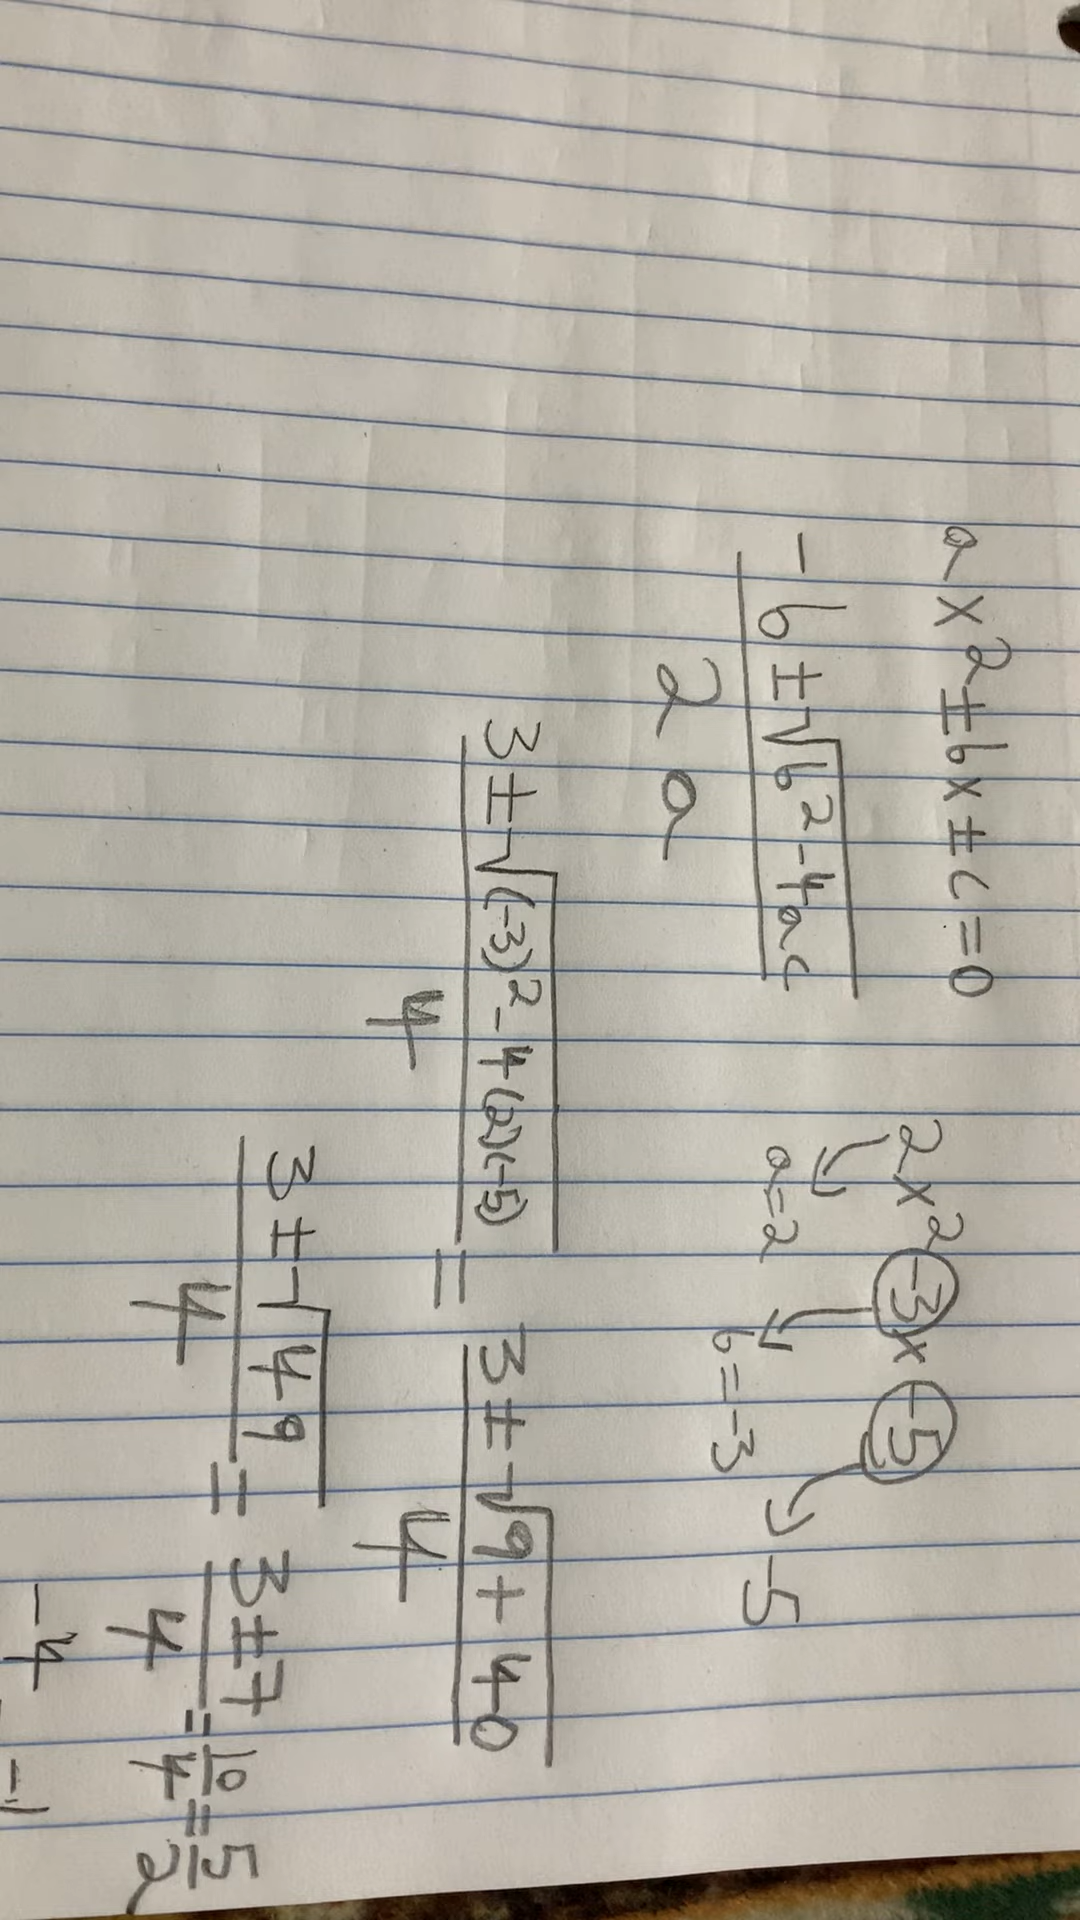 ax² ± bx ± c = 0
2x² -3x -5
a=2
b = -3
-5
-b ± √b² - 4ac
2a
3 ± √(-3)² - 4(2)(-5) / 4 = 3 ± √9 + 40 / 4
3 ± √49 / 4 = 3 ± 7 / 4 = 10/4 = 5/2
-4